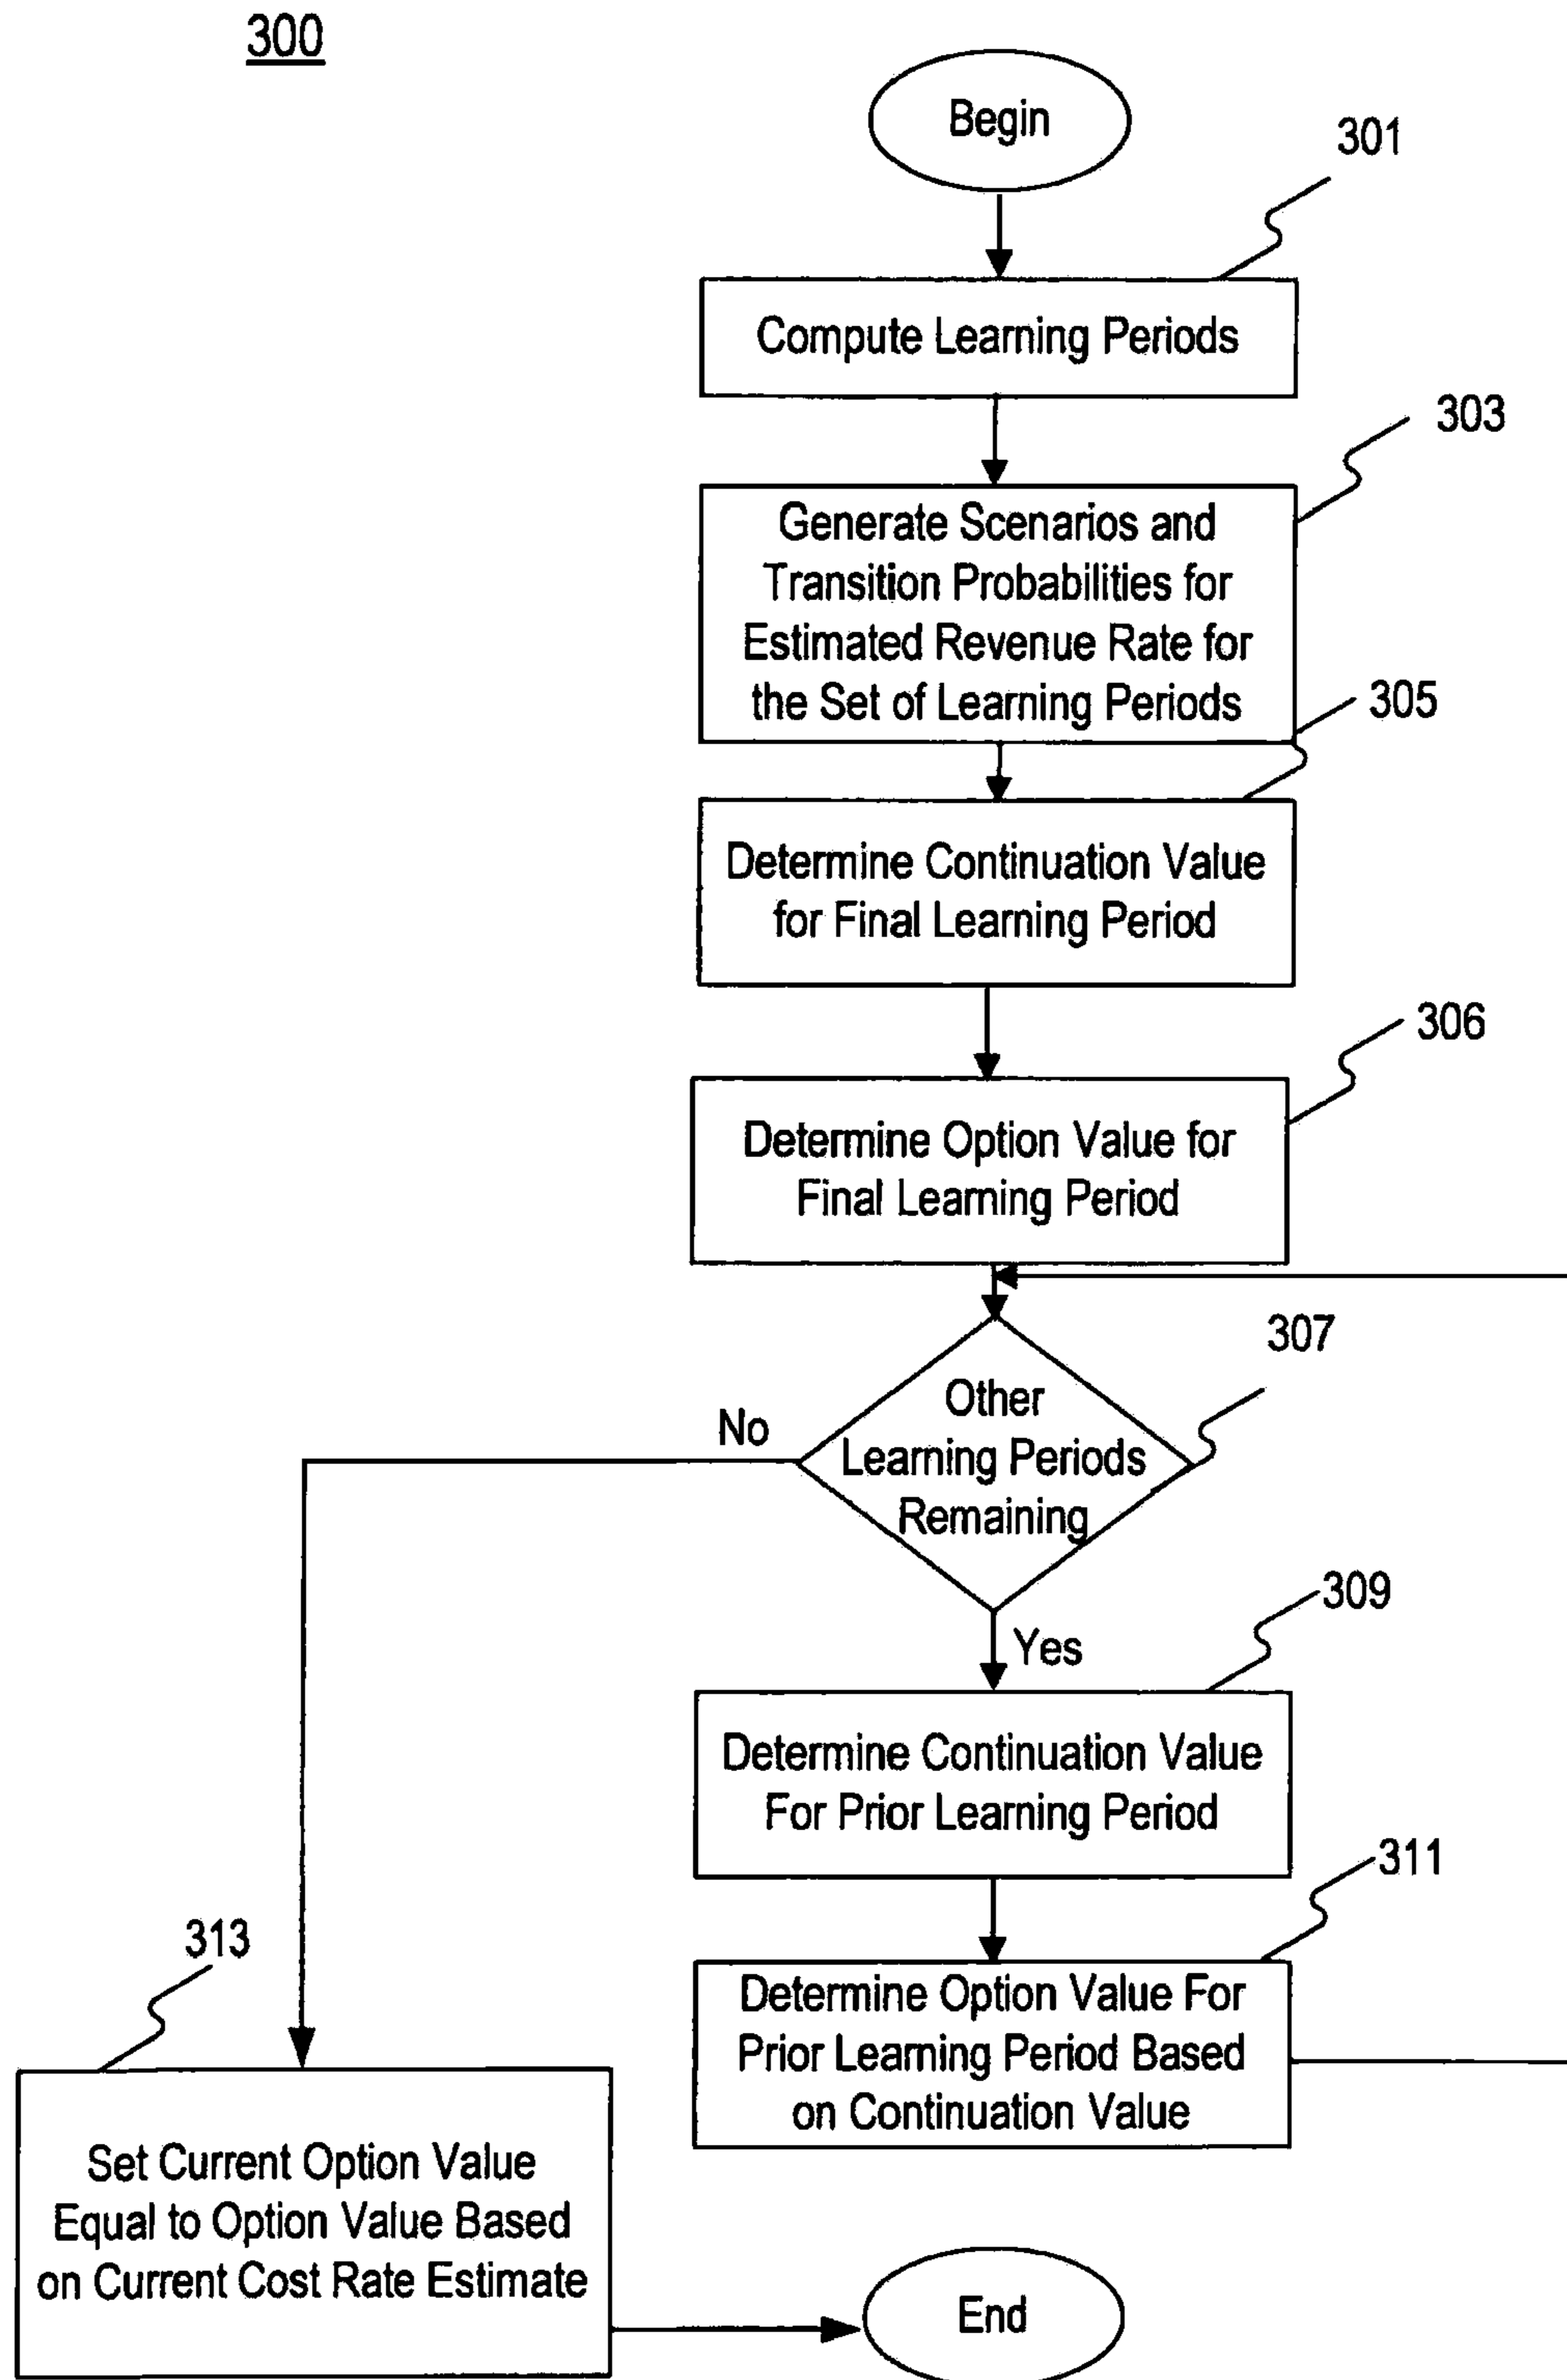 300
Begin
301
Compute Learning Periods
303
Generate Scenarios and
Transition Probabilities for
Estimated Revenue Rate for
the Set of Learning Periods
305
Determine Continuation Value
for Final Learning Period
306
Determine Option Value for
Final Learning Period
307
Other
Learning Periods
Remaining
No
Yes
309
Determine Continuation Value
For Prior Learning Period
311
Determine Option Value For
Prior Learning Period Based
on Continuation Value
313
Set Current Option Value
Equal to Option Value Based
on Current Cost Rate Estimate
End